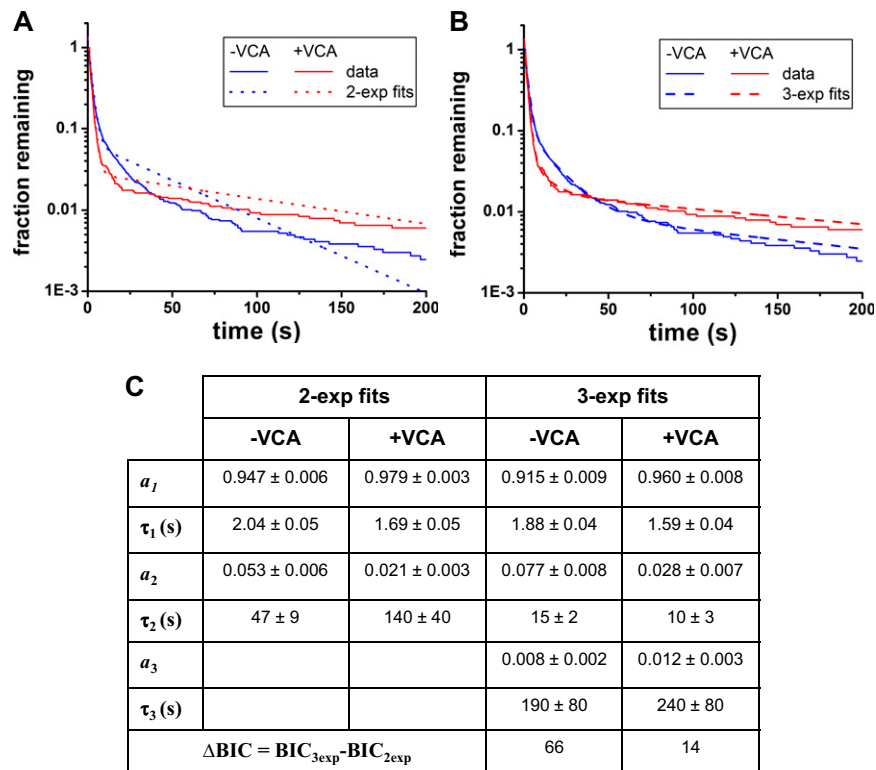 A
-VCA +VCA
data
2-exp fits
fraction remaining
1
0.1
0.01
1E-3
0 50 100 150 200
time (s)
B
-VCA +VCA
data
3-exp fits
fraction remaining
1
0.1
0.01
1E-3
0 50 100 150 200
time (s)
C
2-exp fits 3-exp fits
-VCA +VCA -VCA +VCA
a₁ 0.947 ± 0.006 0.979 ± 0.003 0.915 ± 0.009 0.960 ± 0.008
τ₁ (s) 2.04 ± 0.05 1.69 ± 0.05 1.88 ± 0.04 1.59 ± 0.04
a₂ 0.053 ± 0.006 0.021 ± 0.003 0.077 ± 0.008 0.028 ± 0.007
τ₂ (s) 47 ± 9 140 ± 40 15 ± 2 10 ± 3
a₃ 0.008 ± 0.002 0.012 ± 0.003
τ₃ (s) 190 ± 80 240 ± 80
ΔBIC = BIC₃ₑₓₚ-BIC₂ₑₓₚ 66 14